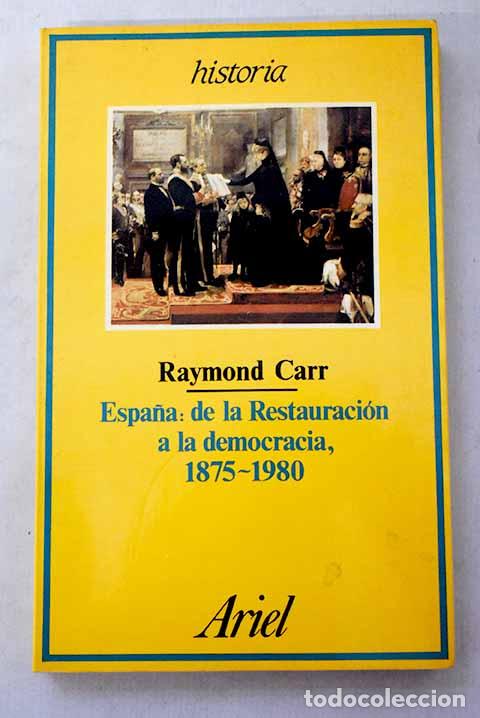 historia
Raymond Carr
España: de la Restauración
a la democracia,
1875~1980
Ariel
todocoleccion